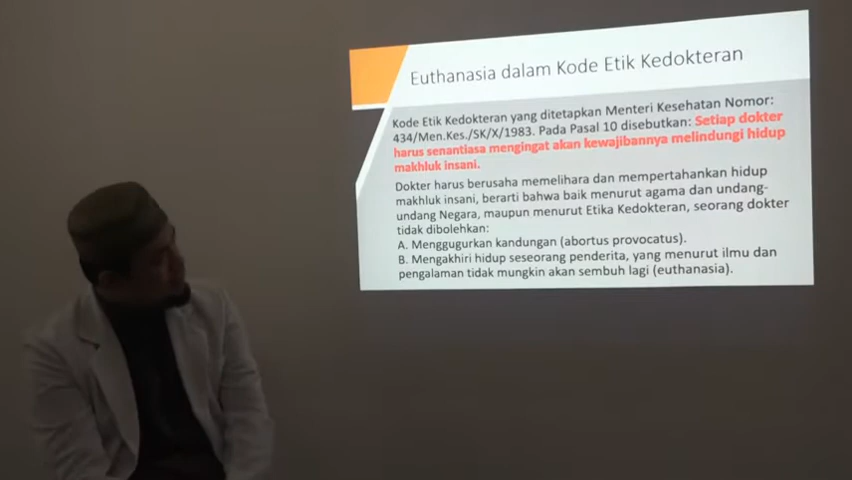 Euthanasia dalam Kode Etik Kedokteran
Kode Etik Kedokteran yang ditetapkan Menteri Kesehatan Nomor:
434/Men.Kes./SK/X/1983. Pada Pasal 10 disebutkan: Setiap dokter
harus senantiasa mengingat akan kewajibannya melindungi hidup
makhluk insani.
Dokter harus berusaha memelihara dan mempertahankan hidup
makhluk insani, berarti bahwa baik menurut agama dan undang-
undang Negara, maupun menurut Etika Kedokteran, seorang dokter
tidak dibolehkan:
A. Menggugurkan kandungan (abortus provocatus).
B. Mengakhiri hidup seseorang penderita, yang menurut ilmu dan
pengalaman tidak mungkin akan sembuh lagi (euthanasia).